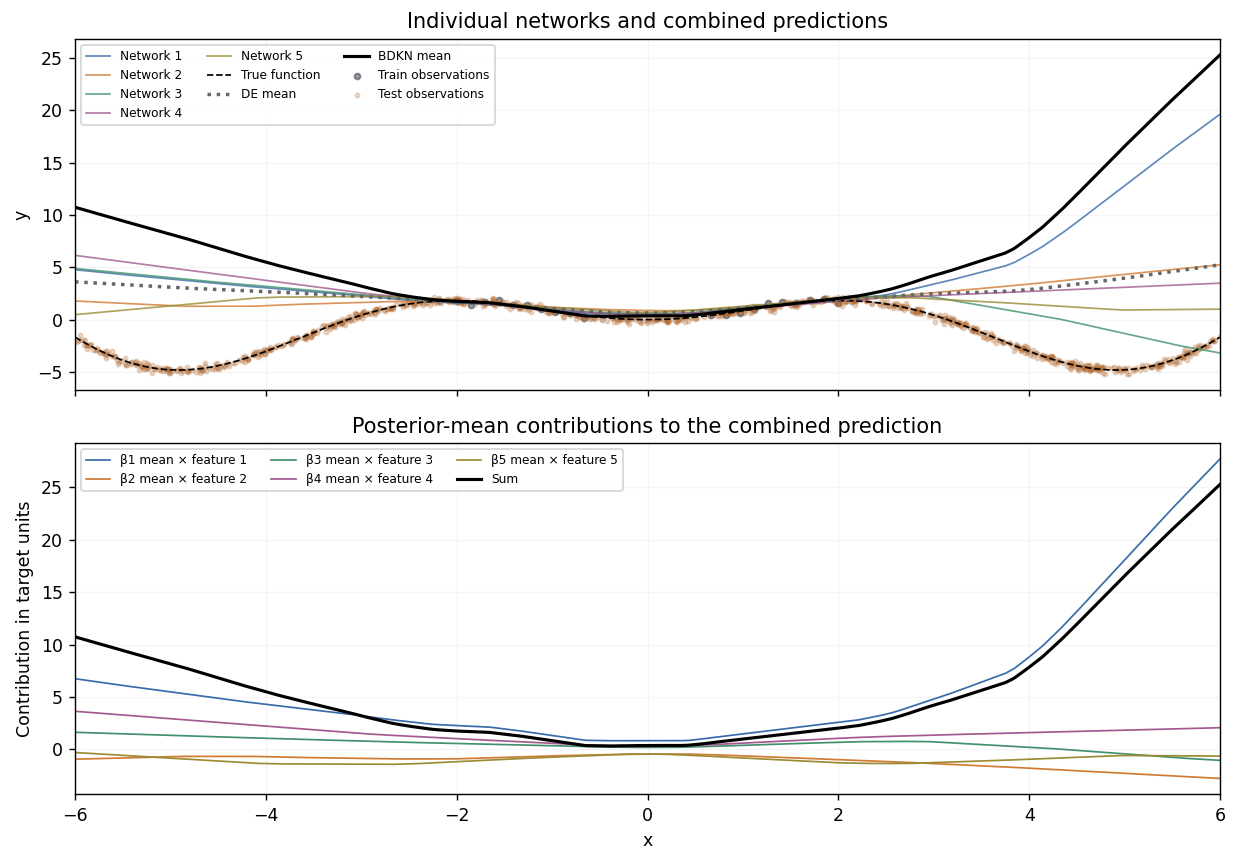 Individual networks and combined predictions
Network 1
Network 2
Network 3
Network 4
Network 5
True function
DE mean
BDKN mean
Train observations
Test observations
25
20
15
10
5
0
−5
y
Posterior-mean contributions to the combined prediction
β1 mean × feature 1
β2 mean × feature 2
β3 mean × feature 3
β4 mean × feature 4
β5 mean × feature 5
Sum
25
20
15
10
5
0
Contribution in target units
−6
−4
−2
0
2
4
6
x